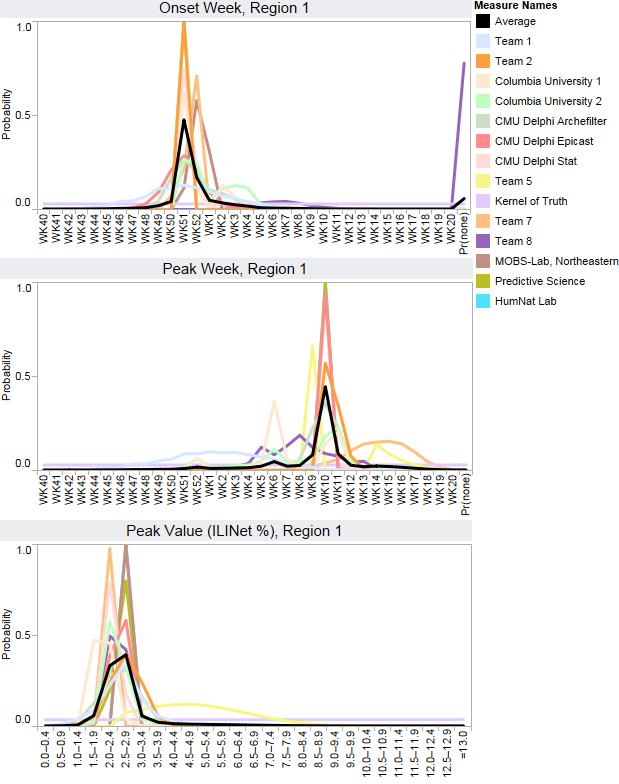 Onset Week, Region 1
1.0
0.5
0.0
Probability
WK40
WK41
WK42
WK43
WK44
WK45
WK46
WK47
WK48
WK49
WK50
WK51
WK52
WK1
WK2
WK3
WK4
WK5
WK6
WK7
WK8
WK9
WK10
WK11
WK12
WK13
WK14
WK15
WK16
WK17
WK18
WK19
WK20
Pr(none)
Peak Week, Region 1
1.0
0.5
0.0
Probability
WK40
WK41
WK42
WK43
WK44
WK45
WK46
WK47
WK48
WK49
WK50
WK51
WK52
WK1
WK2
WK3
WK4
WK5
WK6
WK7
WK8
WK9
WK10
WK11
WK12
WK13
WK14
WK15
WK16
WK17
WK18
WK19
WK20
Pr(none)
Peak Value (ILINet %), Region 1
1.0
0.5
0.0
Probability
0.0–0.4
0.5–0.9
1.0–1.4
1.5–1.9
2.0–2.4
2.5–2.9
3.0–3.4
3.5–3.9
4.0–4.4
4.5–4.9
5.0–5.4
5.5–5.9
6.0–6.4
6.5–6.9
7.0–7.4
7.5–7.9
8.0–8.4
8.5–8.9
9.0–9.4
9.5–9.9
10.0–10.4
10.5–10.9
11.0–11.4
11.5–11.9
12.0–12.4
12.5–12.9
=13.0
Measure Names
Average
Team 1
Team 2
Columbia University 1
Columbia University 2
CMU Delphi Archefilter
CMU Delphi Epicast
CMU Delphi Stat
Team 5
Kernel of Truth
Team 7
Team 8
MOBS-Lab, Northeastern
Predictive Science
HumNat Lab